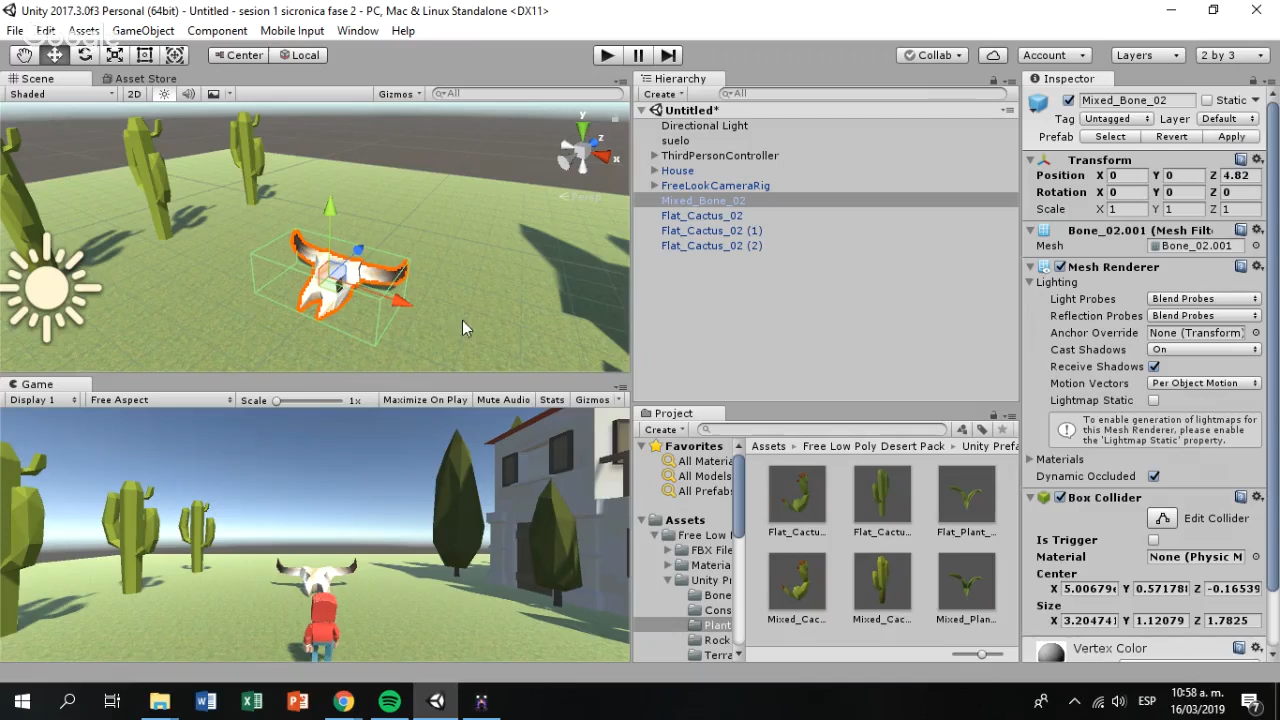 Unity 2017.3.0f3 Personal (64bit) - Untitled - sesion 1 sicronica fase 2 - PC, Mac & Linux Standalone <DX11>
File Edit Assets GameObject Component Mobile Input Window Help
Google
Center Local Collab Account Layers 2 by 3
Scene Asset Store
Shaded 2D Gizmos All
y
z
x
Persp
Hierarchy
Create All
Untitled*
Directional Light
suelo
ThirdPersonController
House
FreeLookCameraRig
Mixed_Bone_02
Flat_Cactus_02
Flat_Cactus_02 (1)
Flat_Cactus_02 (2)
Game
Display 1 Free Aspect Scale 1x Maximize On Play Mute Audio Stats Gizmos
Project
Create
Favorites
All Materia
All Models
All Prefabs
Assets
Free Low
FBX File
Materia
Unity Pr
Bone
Cons
Plant
Rock
Terra
Assets Free Low Poly Desert Pack Unity Prefa
Flat_Cactu... Flat_Cactu... Flat_Plant_...
Mixed_Cac... Mixed_Cac... Mixed_Plan...
Inspector
Mixed_Bone_02 Static
Tag Untagged Layer Default
Prefab Select Revert Apply
Transform
Position X 0 Y 0 Z 4.82
Rotation X 0 Y 0 Z 0
Scale X 1 Y 1 Z 1
Bone_02.001 (Mesh Filt
Mesh Bone_02.001
Mesh Renderer
Lighting
Light Probes Blend Probes
Reflection Probes Blend Probes
Anchor Override None (Transform)
Cast Shadows On
Receive Shadows
Motion Vectors Per Object Motion
Lightmap Static
To enable generation of lightmaps for
this Mesh Renderer, please enable
the 'Lightmap Static' property.
Materials
Dynamic Occluded
Box Collider
Edit Collider
Is Trigger
Material None (Physic M
Center
X 5.00679 Y 0.57178 Z -0.16539
Size
X 3.204741 Y 1.12079 Z 1.7825
Vertex Color
ESP
10:58 a. m.
16/03/2019
7